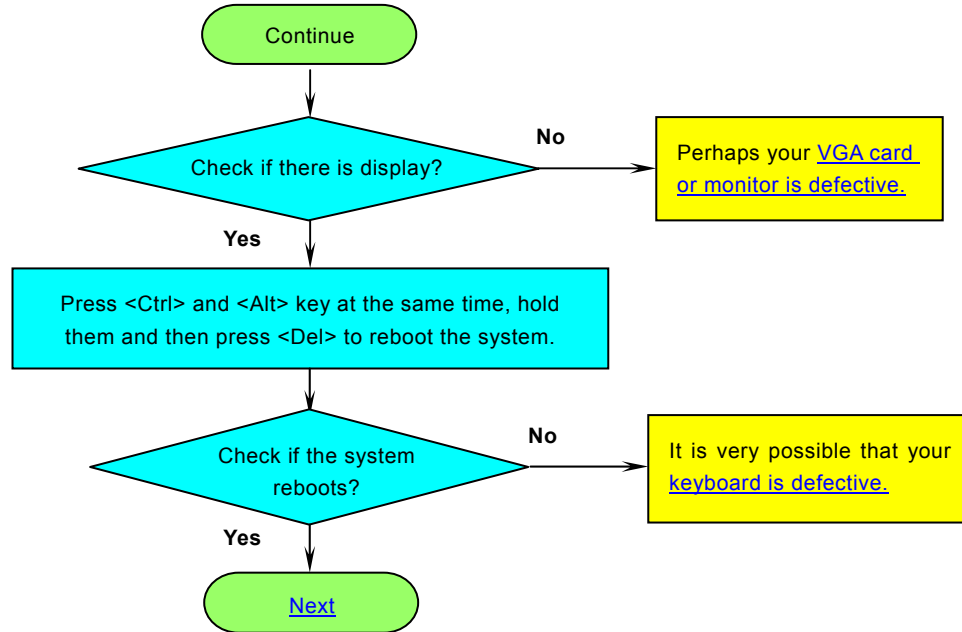 Continue
Check if there is display?
No
Perhaps your VGA card
or monitor is defective.
Yes
Press <Ctrl> and <Alt> key at the same time, hold
them and then press <Del> to reboot the system.
Check if the system
reboots?
No
It is very possible that your
keyboard is defective.
Yes
Next